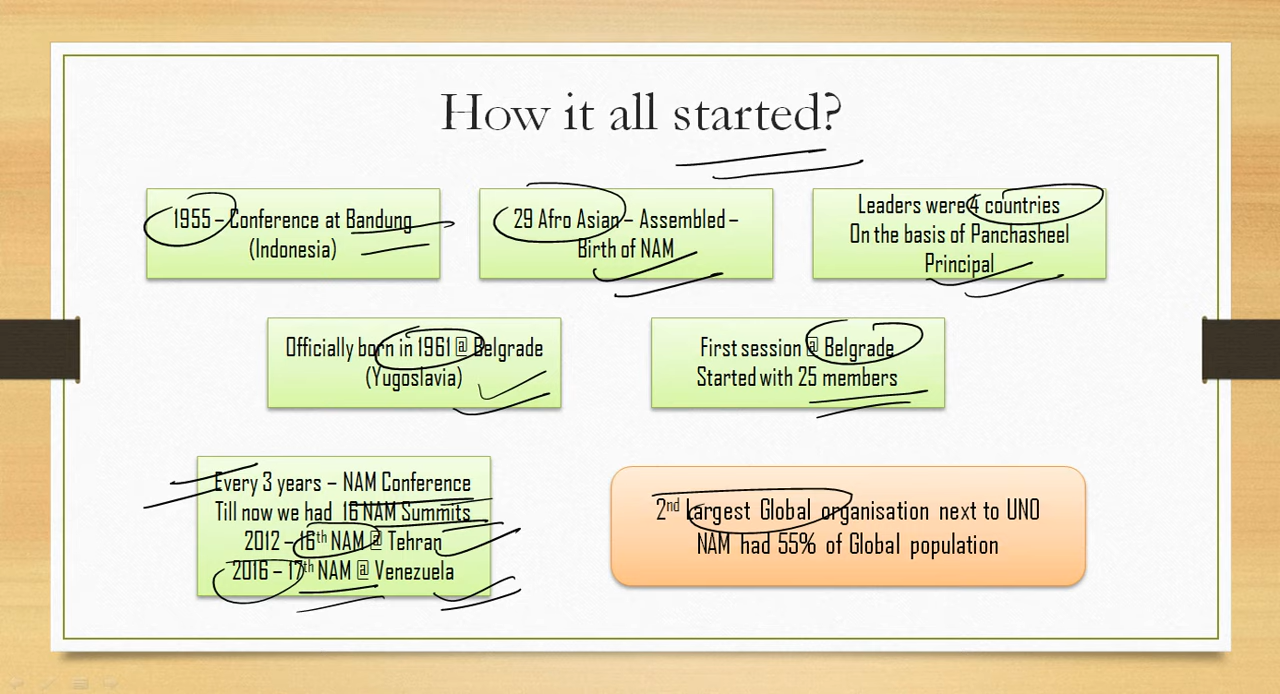 How it all started?
1955 – Conference at Bandung
(Indonesia)
29 Afro Asian – Assembled –
Birth of NAM
Leaders were 4 countries
On the basis of Panchasheel
Principal
Officially born in 1961 @ Belgrade
(Yugoslavia)
First session @ Belgrade
Started with 25 members
Every 3 years – NAM Conference
Till now we had 16 NAM Summits
2012 – 16th NAM @ Tehran
2016 – 17th NAM @ Venezuela
2nd largest Global organisation next to UNO
NAM had 55% of Global population